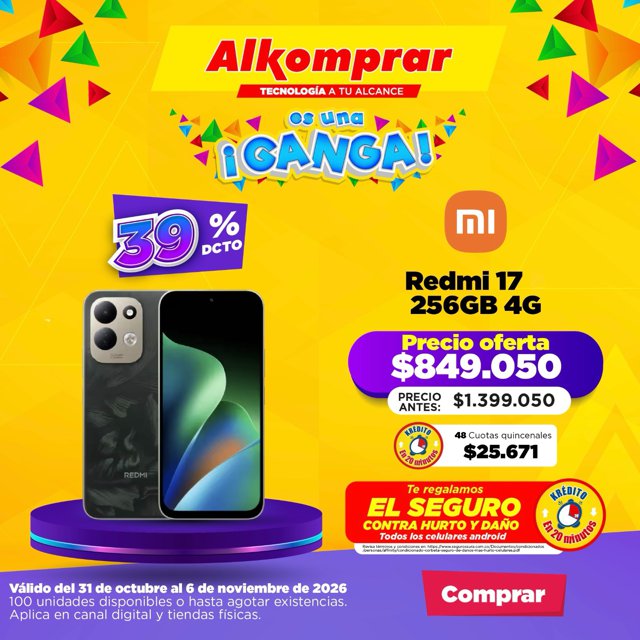 Alkomprar
TECNOLOGÍA A TU ALCANCE
es una
¡GANGA!
39 %
DCTO
mi
Redmi 17
256GB 4G
Precio oferta
$849.050
PRECIO
ANTES: $1.399.050
KRÉDITO
En 20 minutos
48 Cuotas quincenales
$25.671
Te regalamos
EL SEGURO
CONTRA HURTO Y DAÑO
Todos los celulares android
KRÉDITO
En 20 minutos
REDMI
Válido del 31 de octubre al 6 de noviembre de 2026
100 unidades disponibles o hasta agotar existencias.
Aplica en canal digital y tiendas físicas.
Comprar